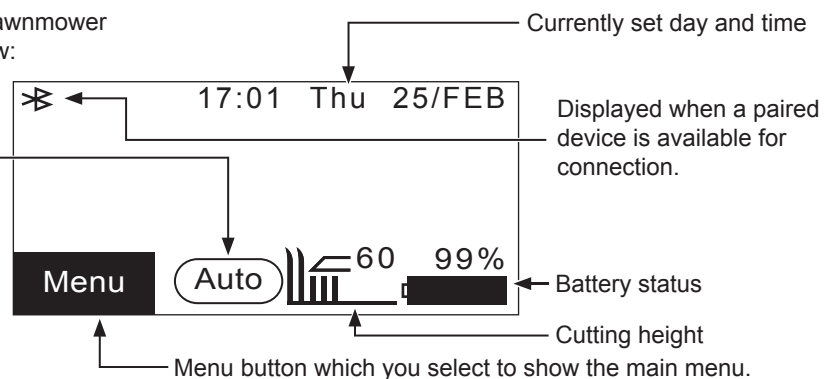 awnmower
w:
Currently set day and time
17:01 Thu 25/FEB
Displayed when a paired
device is available for
connection.
Menu
Auto
60
99%
Battery status
Cutting height
Menu button which you select to show the main menu.